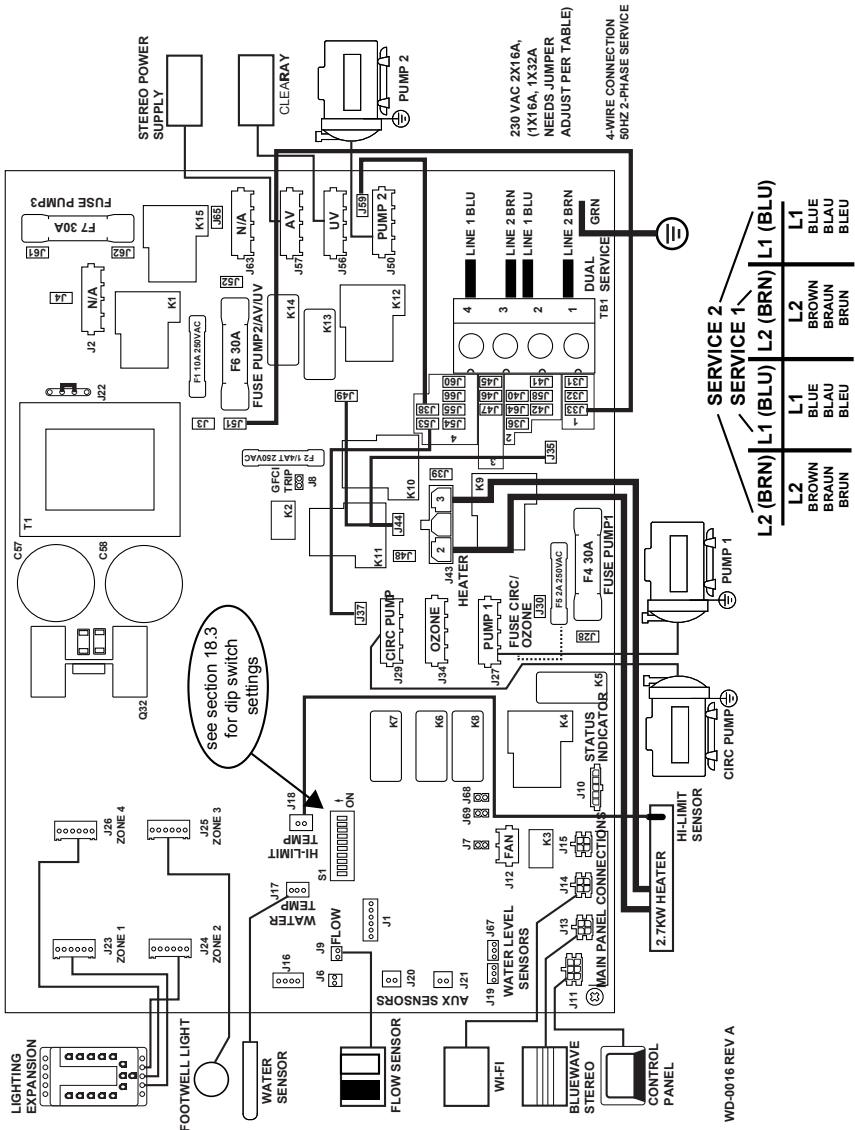 STEREO POWER
SUPPLY
CLEARAY
PUMP 2
230 VAC 2X16A,
(1X16A, 1X32A
NEEDS JUMPER
ADJUST PER TABLE)
4-WIRE CONNECTION
50HZ 2-PHASE SERVICE
FUSE PUMP3
F7 30A
J61
J62
J4
N/A
J2
K15
J65
K1
J52
N/A
J63
AV
J57
UV
J56
J59
PUMP 2
J50
F1 10A 250VAC
F6 30A
FUSE PUMP2/AV/UV
K14
K13
K12
J22
J3
J51
T1
J49
F2 1/4AT 250VAC
GFCI
TRIP
J8
K2
K10
K11
J44
J48
J39
K9
J35
4
LINE 1 BLU
3
LINE 2 BRN
2
LINE 1 BLU
1
LINE 2 BRN
GRN
DUAL
SERVICE
TB1
J60
J66
J38
J55
J53
J54
4
J45
J46
J47
3
J40
J64
J41
J58
J42
J36
2
J31
J32
J33
1
C57
C58
Q32
2
3
J43
HEATER
J37
CIRC PUMP
J29
OZONE
J34
PUMP 1
J27
FUSE CIRC/
OZONE
J30
F5 2A 250VAC
F4 30A
FUSE PUMP1
J28
PUMP 1
CIRC PUMP
see section 18.3
for dip switch
settings
K7
K6
K8
K5
K4
STATUS
INDICATOR
J10
J68
J69
J7
J18
HI-LIMIT
TEMP
ON
S1
J17
WATER
TEMP
J26
ZONE 4
J25
ZONE 3
J23
ZONE 1
J24
ZONE 2
J16
J9
FLOW
J6
J1
J20
J21
AUX SENSORS
J12
FAN
K3
J67
J19
WATER LEVEL
SENSORS
J15
J14
J13
J11
MAIN PANEL CONNECTIONS
HI-LIMIT
SENSOR
2.7KW HEATER
LIGHTING
EXPANSION
FOOTWELL LIGHT
WATER
SENSOR
FLOW SENSOR
WI-FI
BLUEWAVE
STEREO
CONTROL
PANEL
WD-0016 REV A
SERVICE 2
SERVICE 1
L2 (BRN) L1 (BLU) L2 (BRN) L1 (BLU)
L2 L1 L2 L1
BROWN BLUE BROWN BLUE
BRAUN BLAU BRAUN BLAU
BRUN BLEU BRUN BLEU